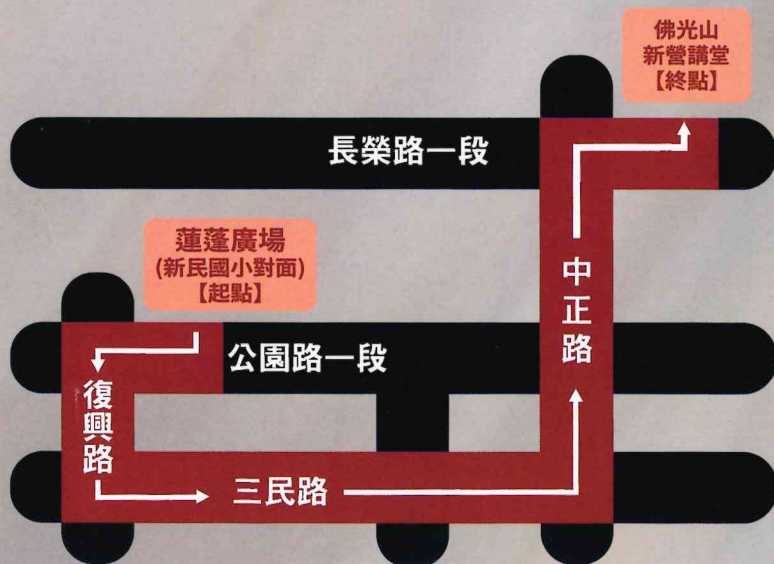 佛光山
新營講堂
【終點】
長榮路一段
蓮蓬廣場
(新民國小對面)
【起點】
中正路
公園路一段
復興路
三民路